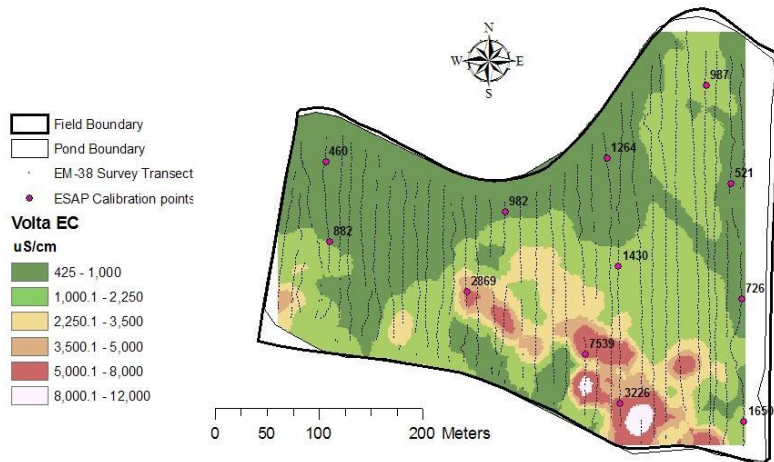 N
W E
S
Field Boundary
Pond Boundary
EM-38 Survey Transect
ESAP Calibration points
Volta EC
uS/cm
425 - 1,000
1,000.1 - 2,250
2,250.1 - 3,500
3,500.1 - 5,000
5,000.1 - 8,000
8,000.1 - 12,000
987
460
1264
521
982
882
1430
2869
726
7539
3226
1650
0 50 100 200 Meters